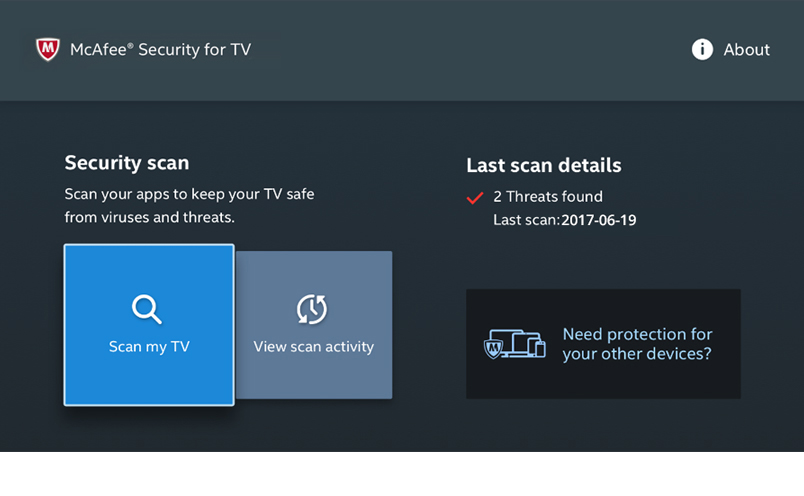 McAfee® Security for TV
About
Security scan
Scan your apps to keep your TV safe
from viruses and threats.
Scan my TV
View scan activity
Last scan details
2 Threats found
Last scan:2017-06-19
Need protection for
your other devices?